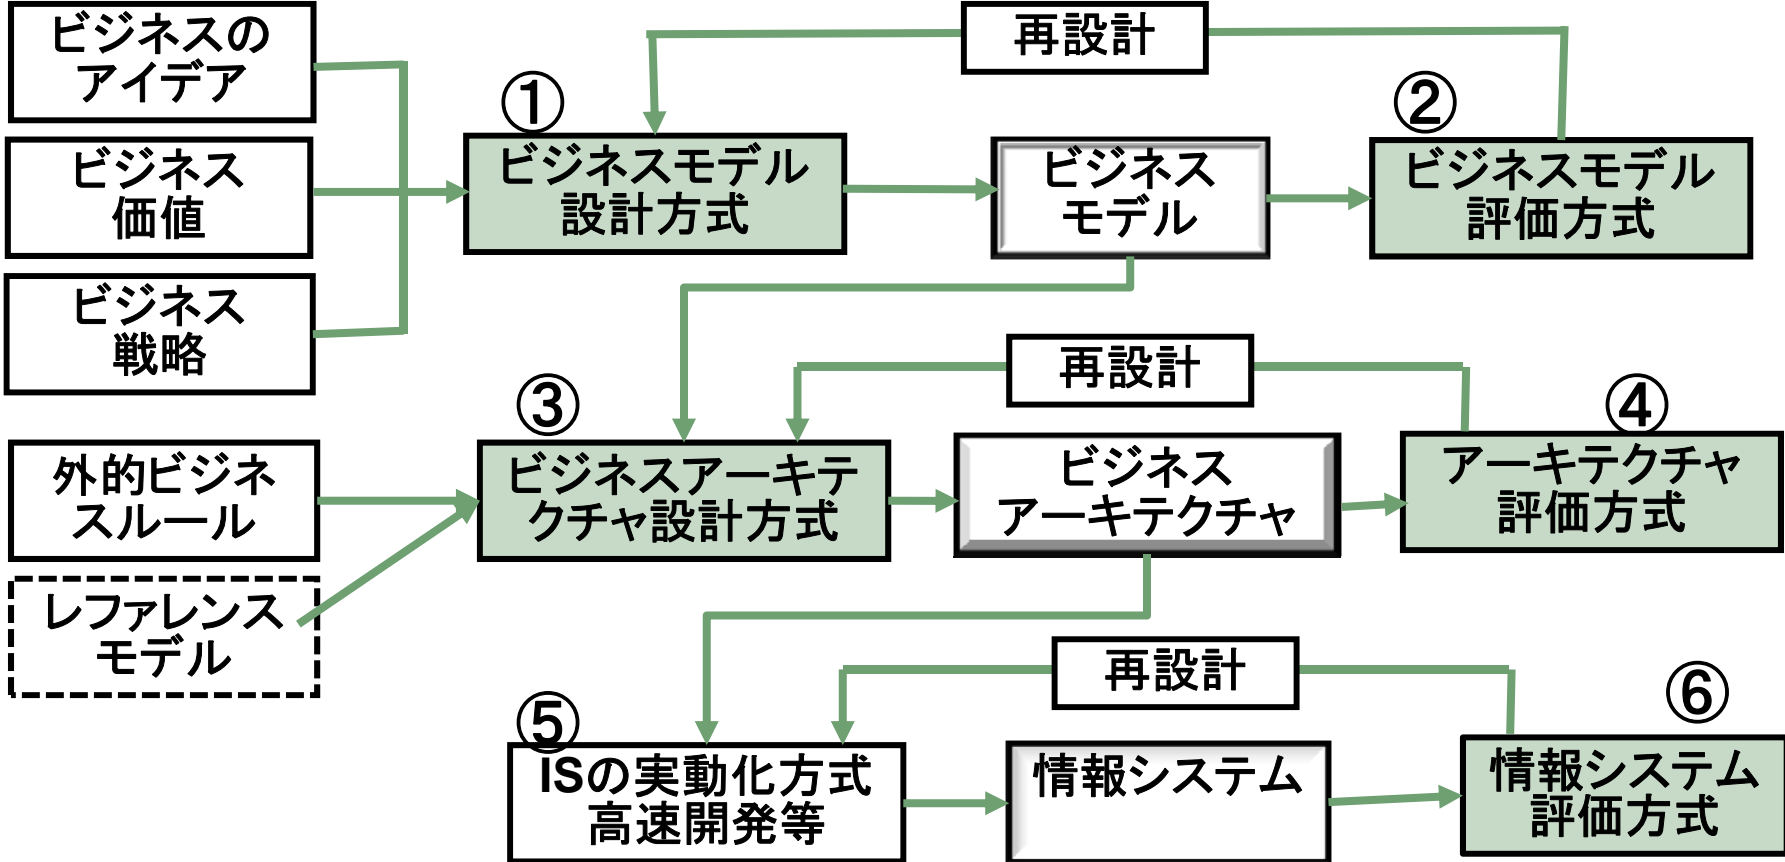 ビジネスの
アイデア
再設計
①
②
ビジネス
価値
ビジネスモデル
設計方式
ビジネス
モデル
ビジネスモデル
評価方式
ビジネス
戦略
再設計
③
④
外的ビジネ
スルール
ビジネスアーキテ
クチャ設計方式
ビジネス
アーキテクチャ
アーキテクチャ
評価方式
レファレンス
モデル
再設計
⑤
⑥
ISの実動化方式
高速開発等
情報システム
情報システム
評価方式